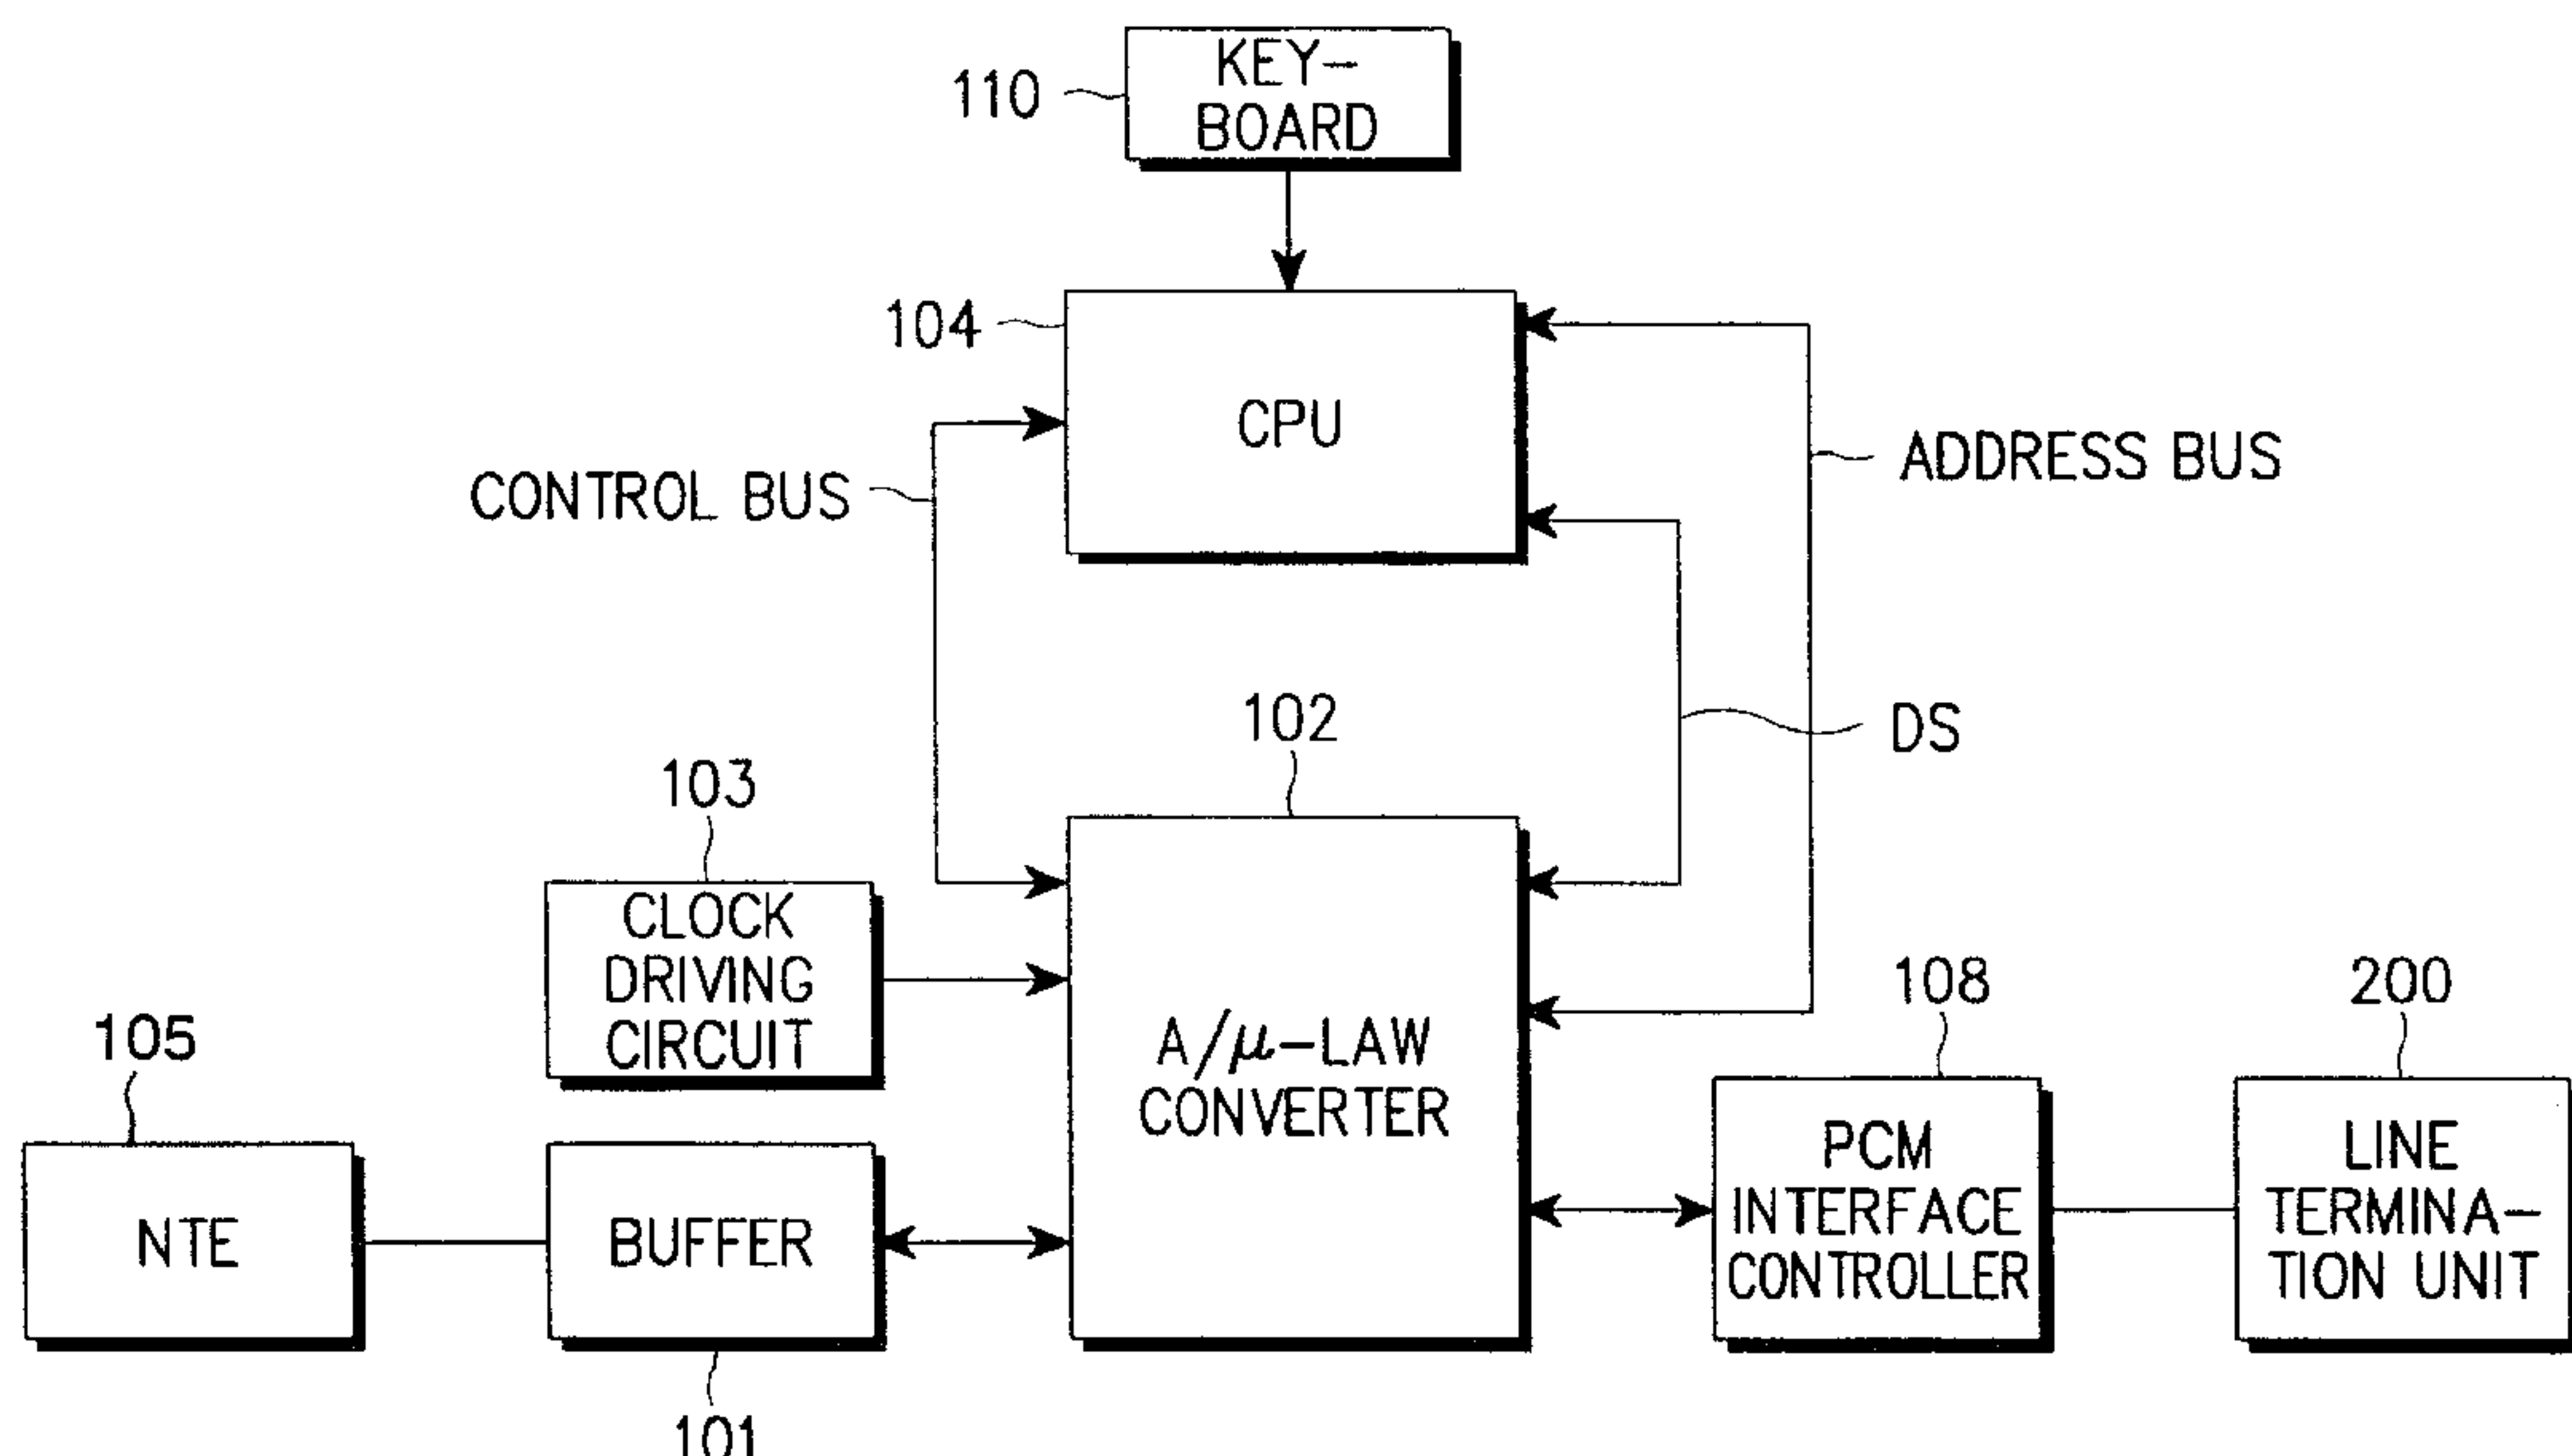 110
KEY-
BOARD
104
CPU
CONTROL BUS
ADDRESS BUS
DS
102
103
CLOCK
DRIVING
CIRCUIT
A/μ-LAW
CONVERTER
105
NTE
BUFFER
101
108
PCM
INTERFACE
CONTROLLER
200
LINE
TERMINA-
TION UNIT